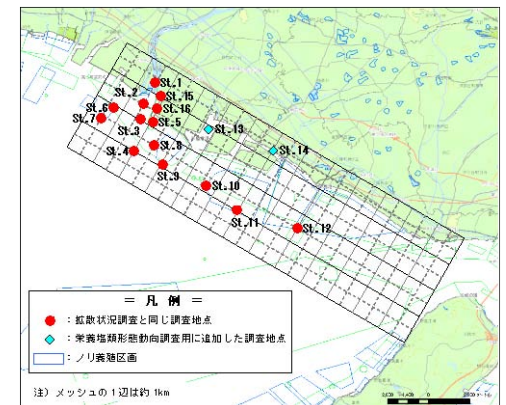 St.1
St.2
St.15
St.6
St.16
St.7
St.5
St.13
St.3
St.8
St.4
St.14
St.9
St.10
St.11
St.12
＝ 凡 例 ＝
：拡散状況調査と同じ調査地点
：栄養塩類形態動向調査用に追加した調査地点
：ノリ養殖区画
注）メッシュの１辺は約 1km